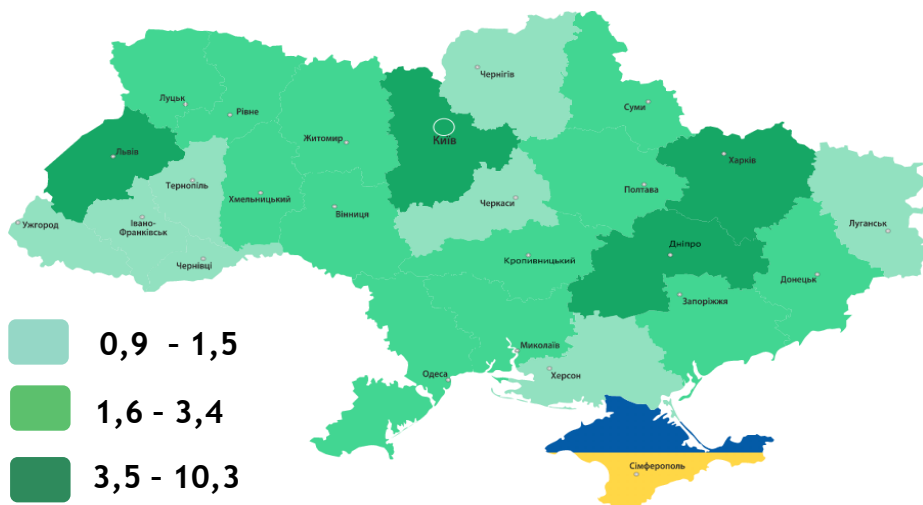 Чернігів
Луцьк
Рівне
Суми
Житомир
Київ
Львів
Харків
Тернопіль
Хмельницький
Полтава
Вінниця
Черкаси
Ужгород
Івано-
Франківськ
Луганськ
Чернівці
Дніпро
Кропивницький
Донецьк
Запоріжжя
0,9 - 1,5
Миколаїв
Одеса
Херсон
1,6 - 3,4
3,5 - 10,3
Сімферополь